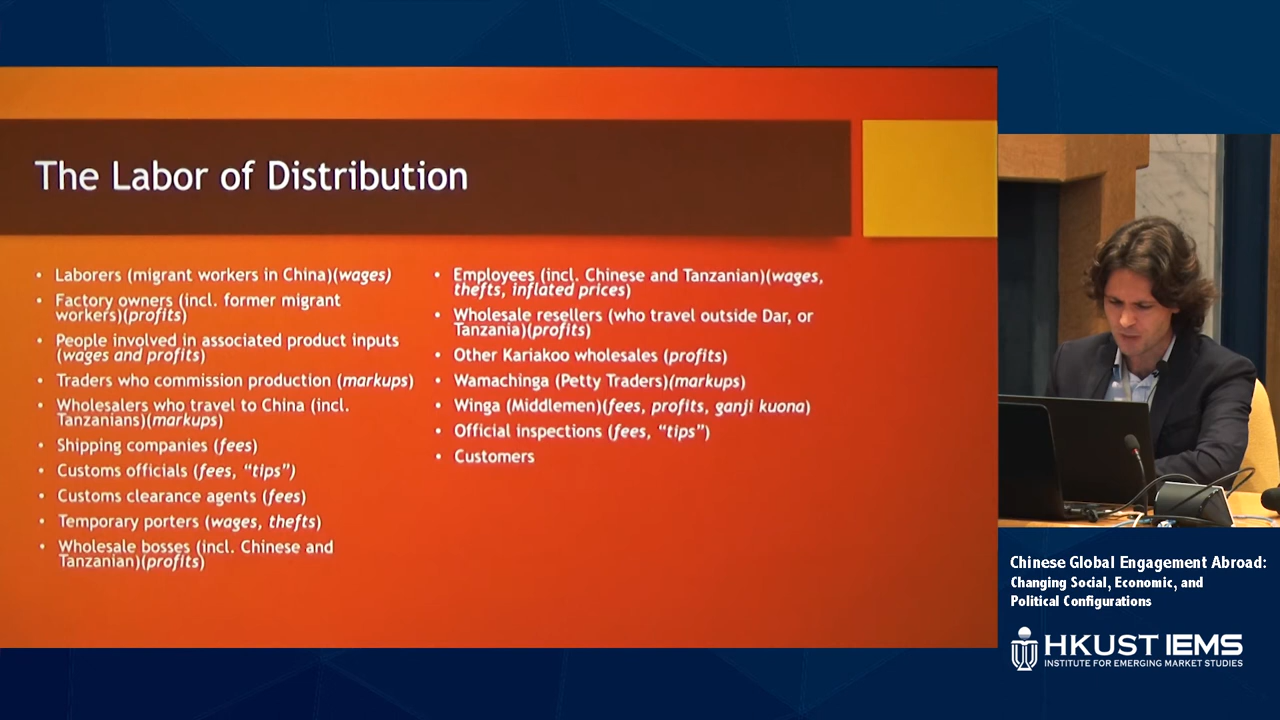 The Labor of Distribution
• Laborers (migrant workers in China)(wages)
• Factory owners (incl. former migrant
workers)(profits)
• People involved in associated product inputs
(wages and profits)
• Traders who commission production (markups)
• Wholesalers who travel to China (incl.
Tanzanians)(markups)
• Shipping companies (fees)
• Customs officials (fees, “tips”)
• Customs clearance agents (fees)
• Temporary porters (wages, thefts)
• Wholesale bosses (incl. Chinese and
Tanzanian)(profits)
• Employees (incl. Chinese and Tanzanian)(wages,
thefts, inflated prices)
• Wholesale resellers (who travel outside Dar, or
Tanzania)(profits)
• Other Kariakoo wholesales (profits)
• Wamachinga (Petty Traders)(markups)
• Winga (Middlemen)(fees, profits, ganji kuona)
• Official inspections (fees, “tips”)
• Customers
Chinese Global Engagement Abroad:
Changing Social, Economic, and
Political Configurations
HKUST IEMS
INSTITUTE FOR EMERGING MARKET STUDIES